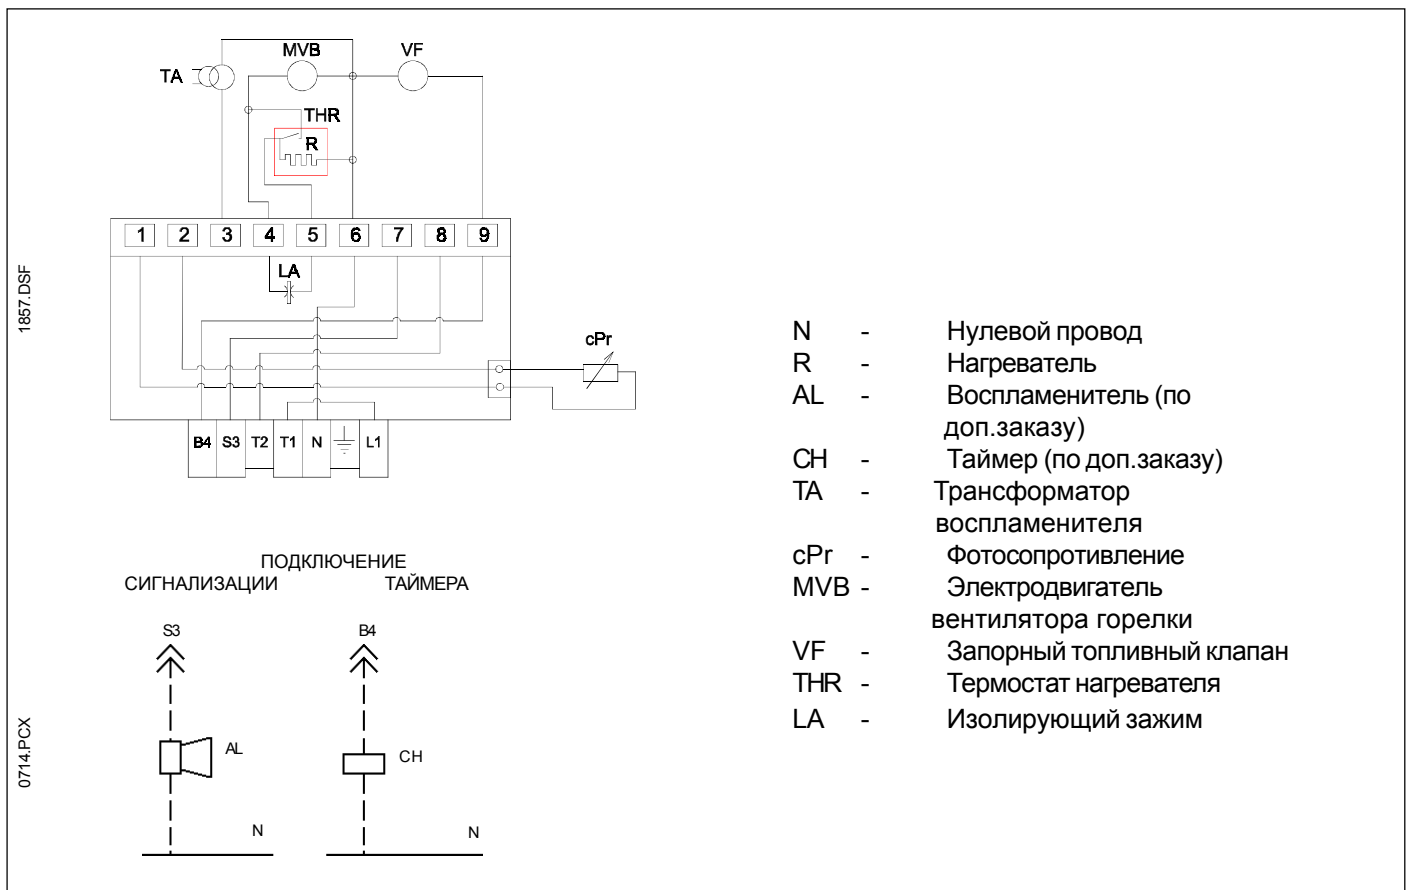 MVB VF
TA
THR
R
1 2 3 4 5 6 7 8 9
LA
cPr
B4 S3 T2 T1 N L1
1857.DSF
ПОДКЛЮЧЕНИЕ
СИГНАЛИЗАЦИИ ТАЙМЕРА
S3 B4
AL CH
N N
0714.PCX
N - Нулевой провод
R - Нагреватель
AL - Воспламенитель (по
доп.заказу)
CH - Таймер (по доп.заказу)
TA - Трансформатор
воспламенителя
cPr - Фотосопротивление
MVB - Электродвигатель
вентилятора горелки
VF - Запорный топливный клапан
THR - Термостат нагревателя
LA - Изолирующий зажим